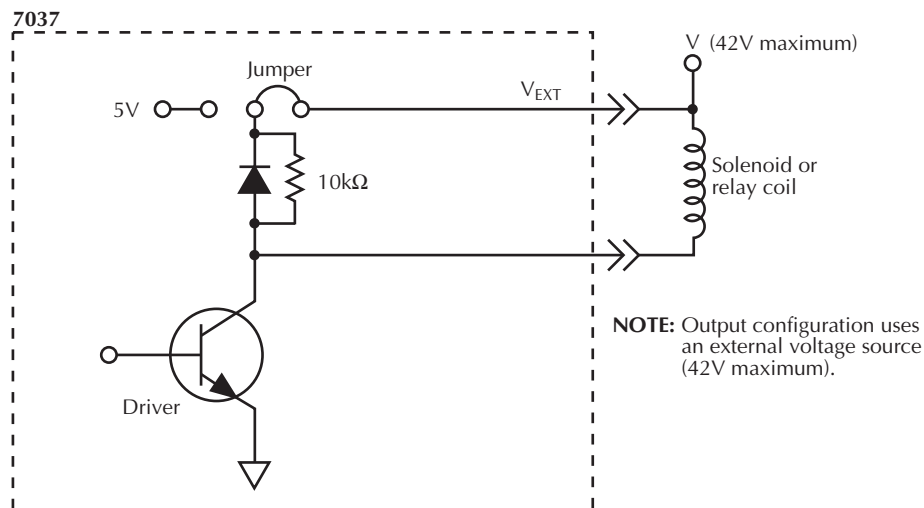 7037
V (42V maximum)
Jumper
5V
V_EXT
10kΩ
Solenoid or
relay coil
NOTE: Output configuration uses
an external voltage source
(42V maximum).
Driver